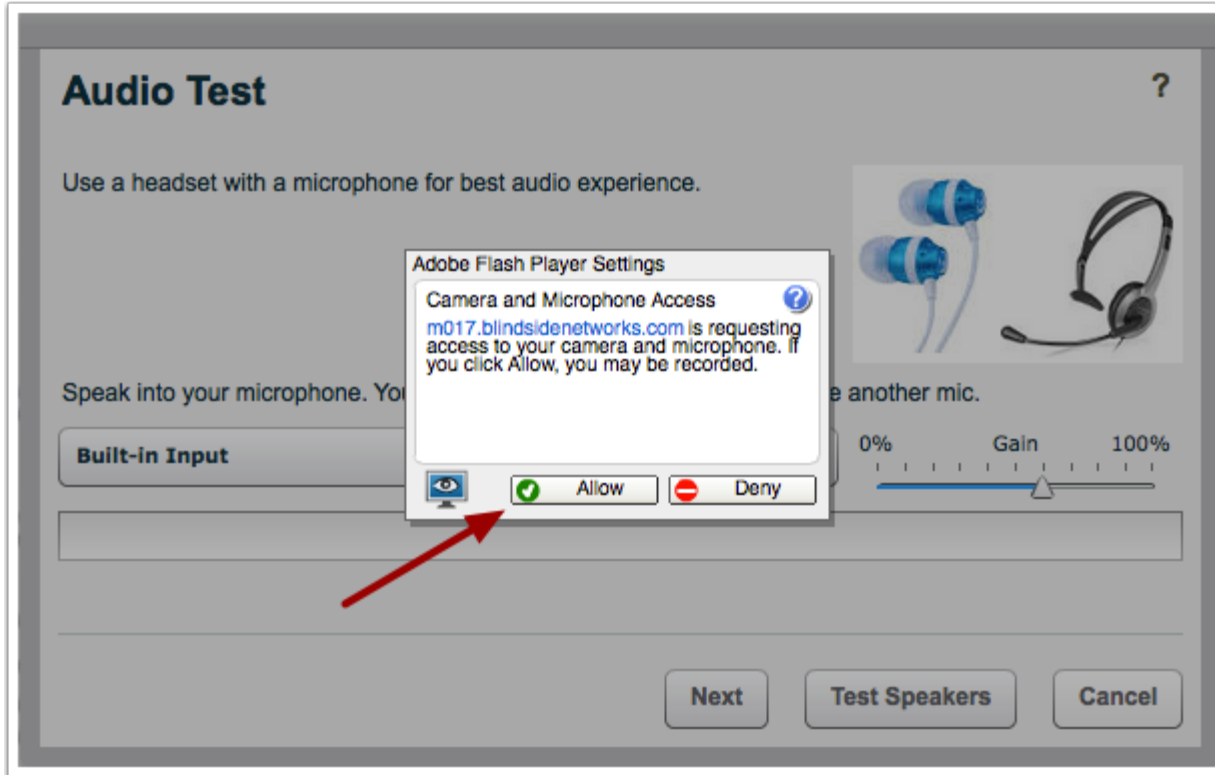 Audio Test
?
Use a headset with a microphone for best audio experience.
Adobe Flash Player Settings
Camera and Microphone Access
?
m017.blindsidenetworks.com is requesting
access to your camera and microphone. If
you click Allow, you may be recorded.
Allow
Deny
Speak into your microphone. You
another mic.
Built-in Input
0%
Gain
100%
Next
Test Speakers
Cancel